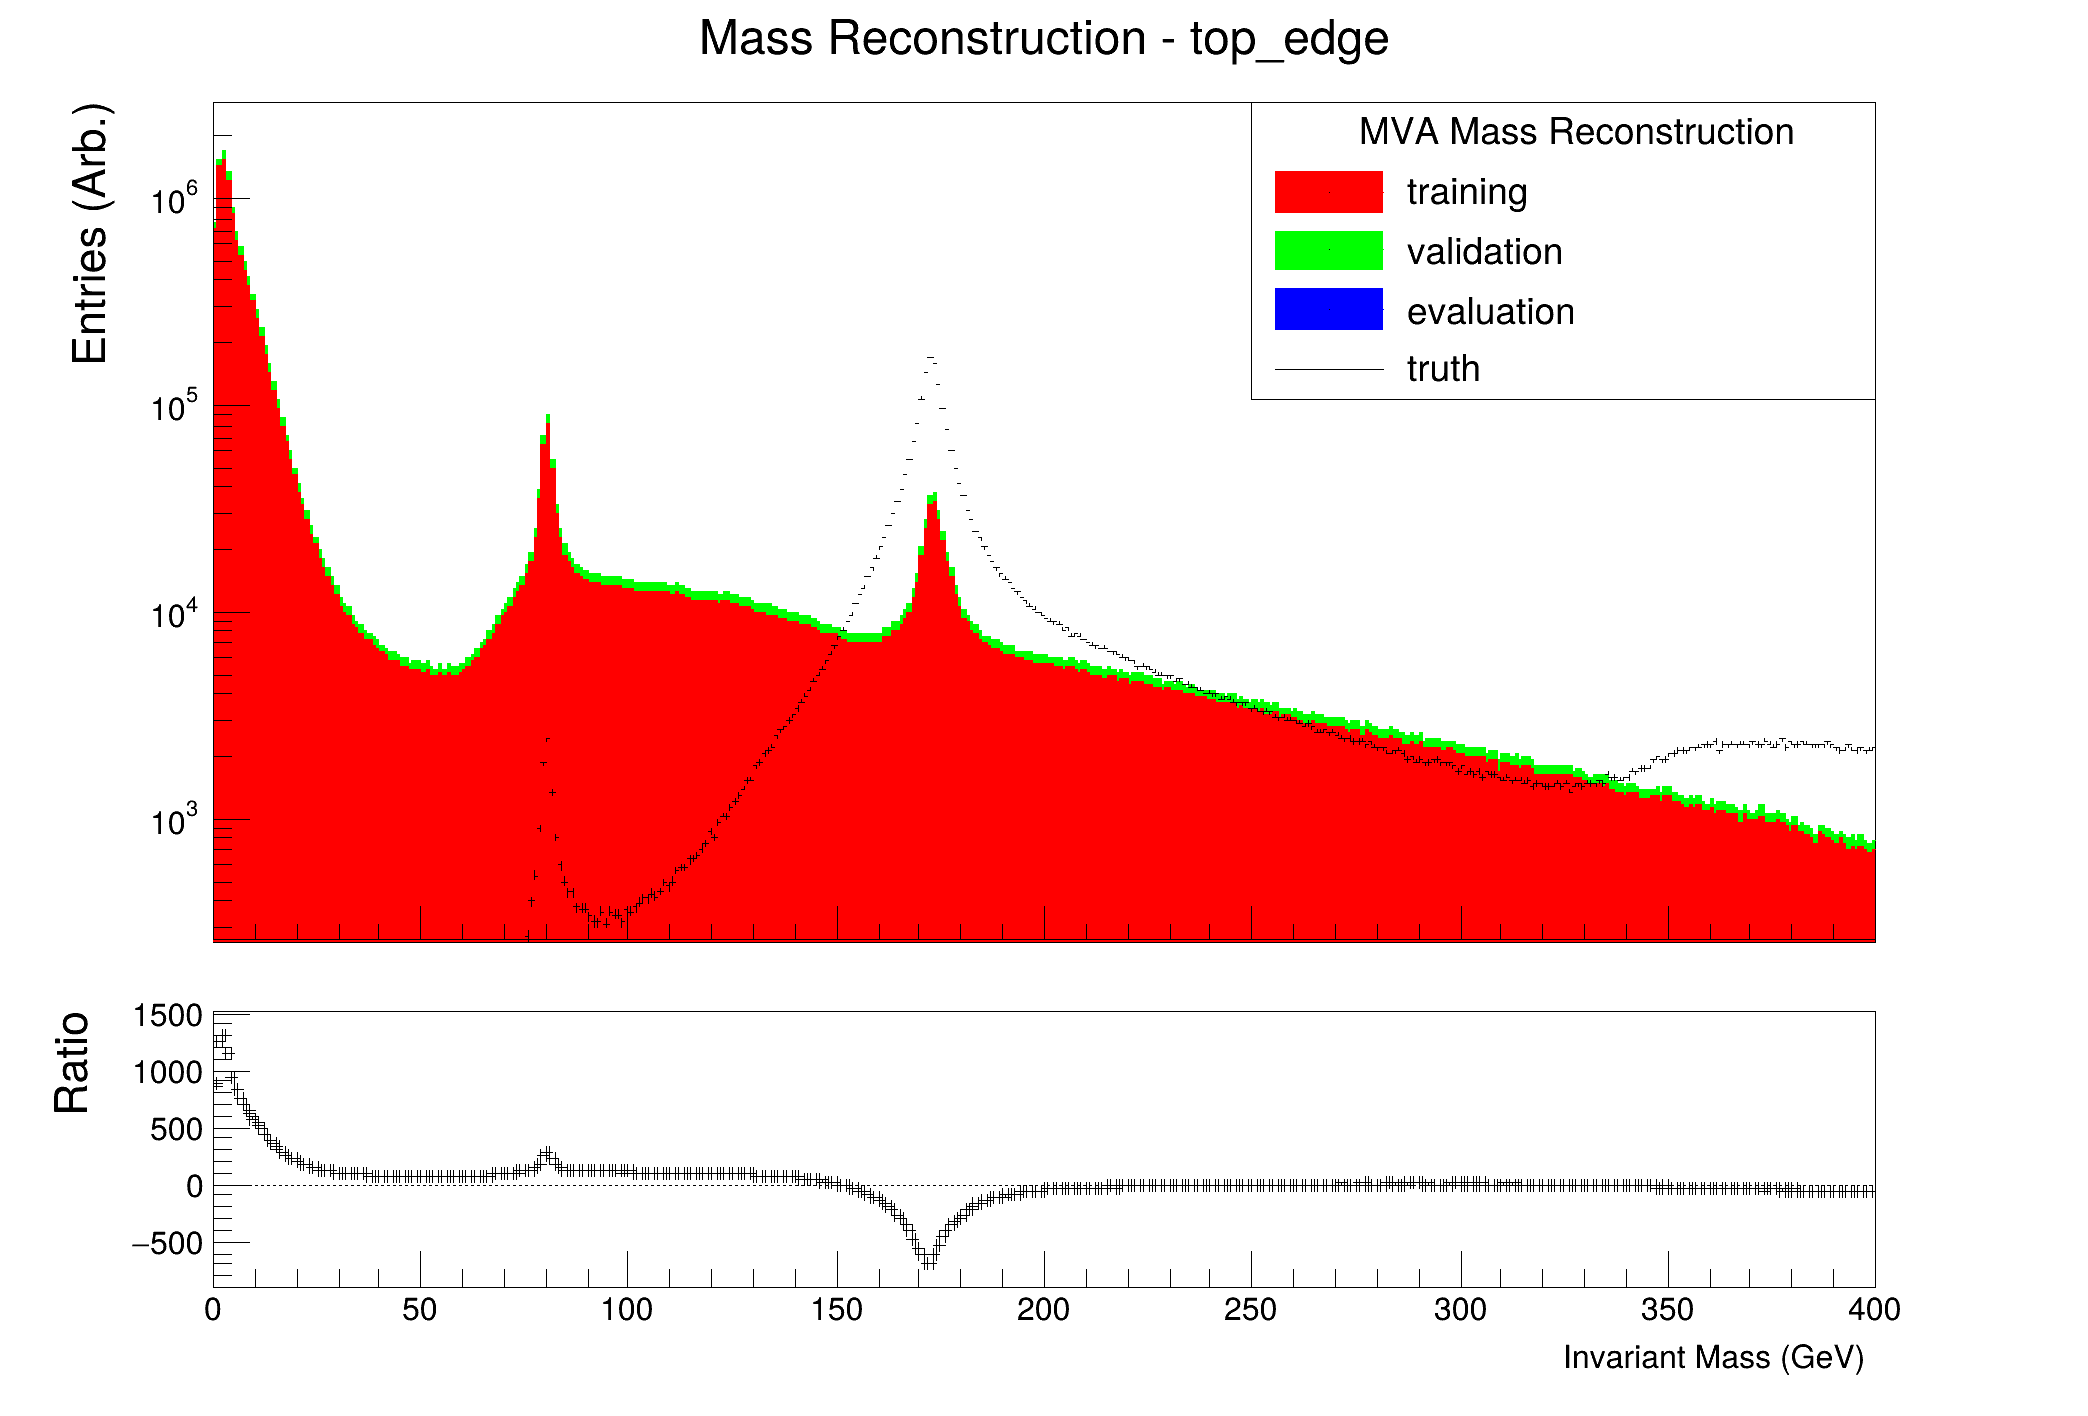 Mass Reconstruction - top_edge
Entries (Arb.)
10^6
10^5
10^4
10^3
MVA Mass Reconstruction
training
validation
evaluation
truth
Ratio
1500
1000
500
0
−500
0 50 100 150 200 250 300 350 400
Invariant Mass (GeV)